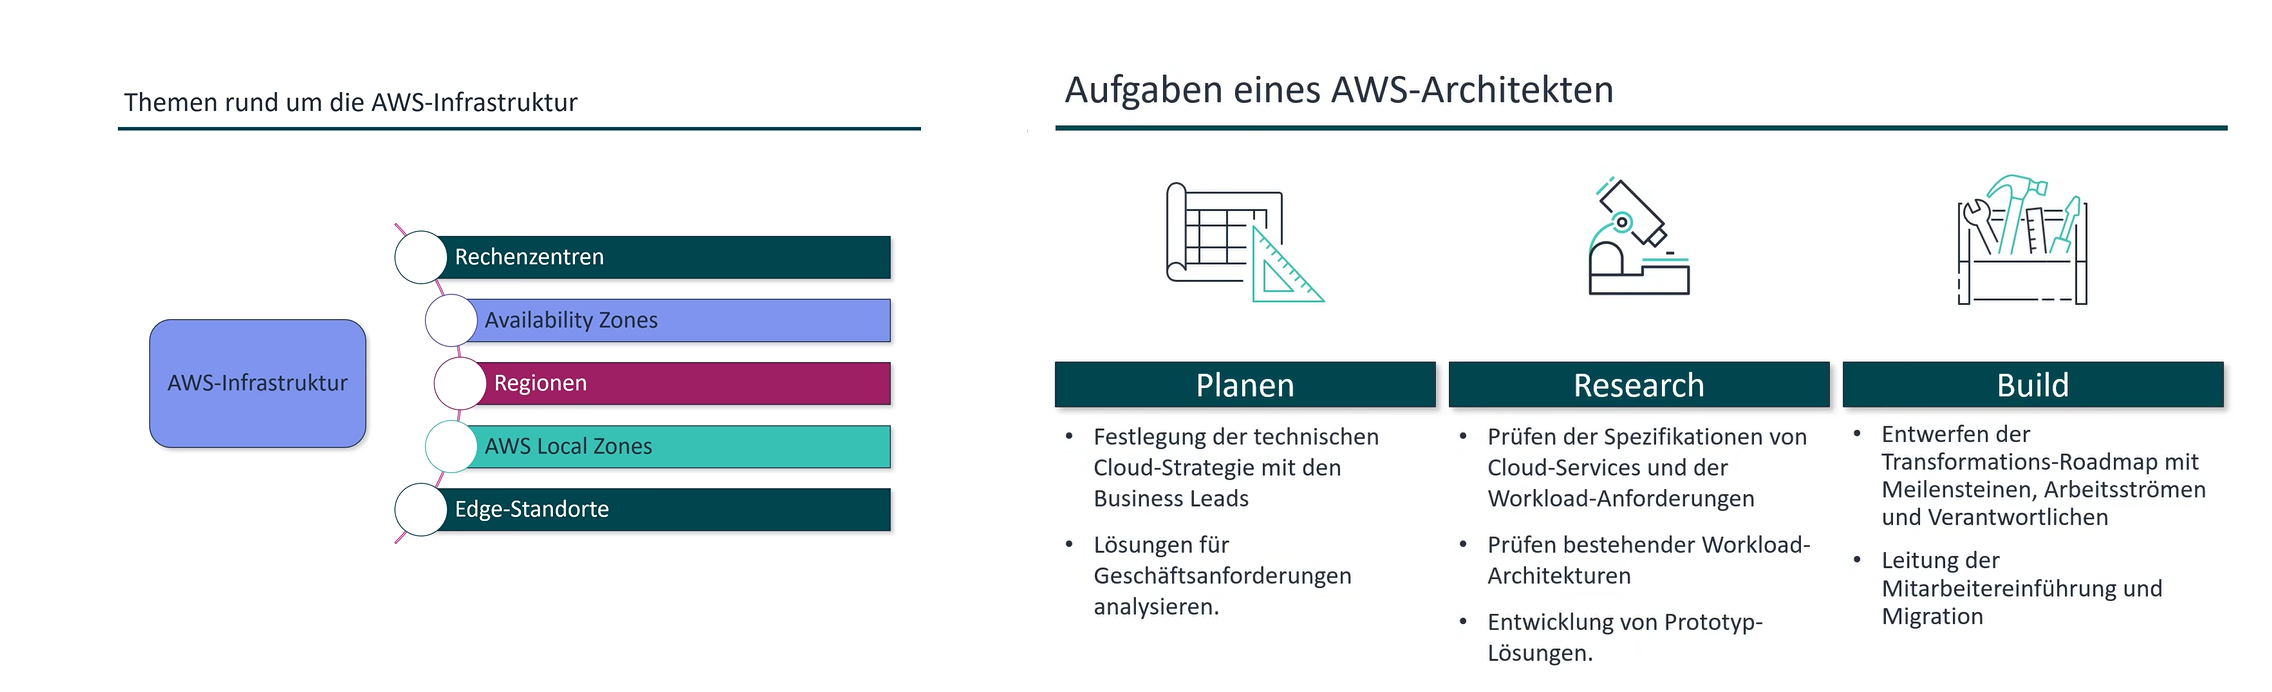 Themen rund um die AWS-Infrastruktur
AWS-Infrastruktur
Rechenzentren
Availability Zones
Regionen
AWS Local Zones
Edge-Standorte
Aufgaben eines AWS-Architekten
Planen
• Festlegung der technischen
Cloud-Strategie mit den
Business Leads
• Lösungen für
Geschäftsanforderungen
analysieren.
Research
• Prüfen der Spezifikationen von
Cloud-Services und der
Workload-Anforderungen
• Prüfen bestehender Workload-
Architekturen
• Entwicklung von Prototyp-
Lösungen.
Build
• Entwerfen der
Transformations-Roadmap mit
Meilensteinen, Arbeitsströmen
und Verantwortlichen
• Leitung der
Mitarbeitereinführung und
Migration